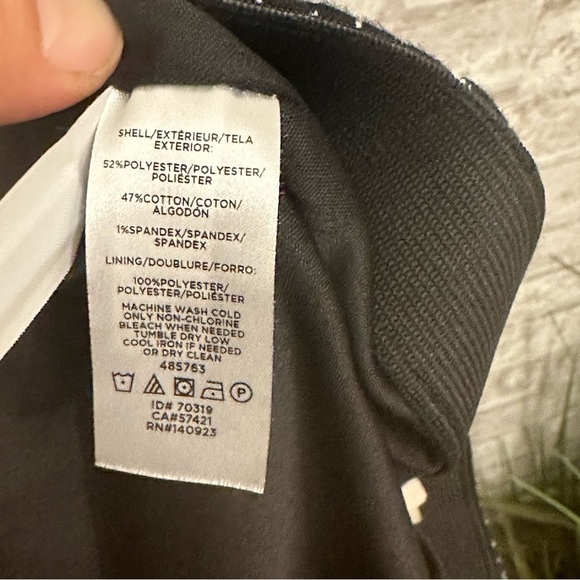 SHELL/EXTÉRIEUR/TELA
EXTERIOR:
52%POLYESTER/POLYESTER/
POLIÉSTER
47%COTTON/COTON/
ALGODÓN
1%SPANDEX/SPANDEX/
SPANDEX
LINING/DOUBLURE/FORRO:
100%POLYESTER/
POLYESTER/POLIÉSTER
MACHINE WASH COLD
ONLY NON-CHLORINE
BLEACH WHEN NEEDED
TUMBLE DRY LOW
COOL IRON IF NEEDED
OR DRY CLEAN
485763
P
ID# 70319
CA#57421
RN#140923